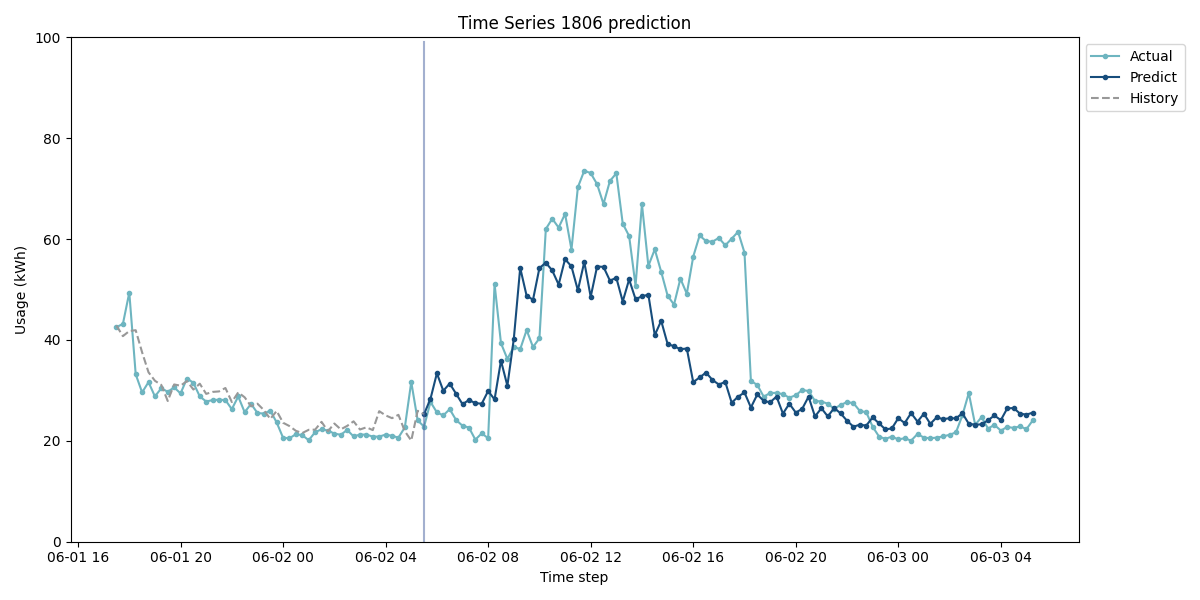 Time Series 1806 prediction
100
80
60
40
20
0
Usage (kWh)
06-01 16
06-01 20
06-02 00
06-02 04
06-02 08
06-02 12
06-02 16
06-02 20
06-03 00
06-03 04
Time step
Actual
Predict
History